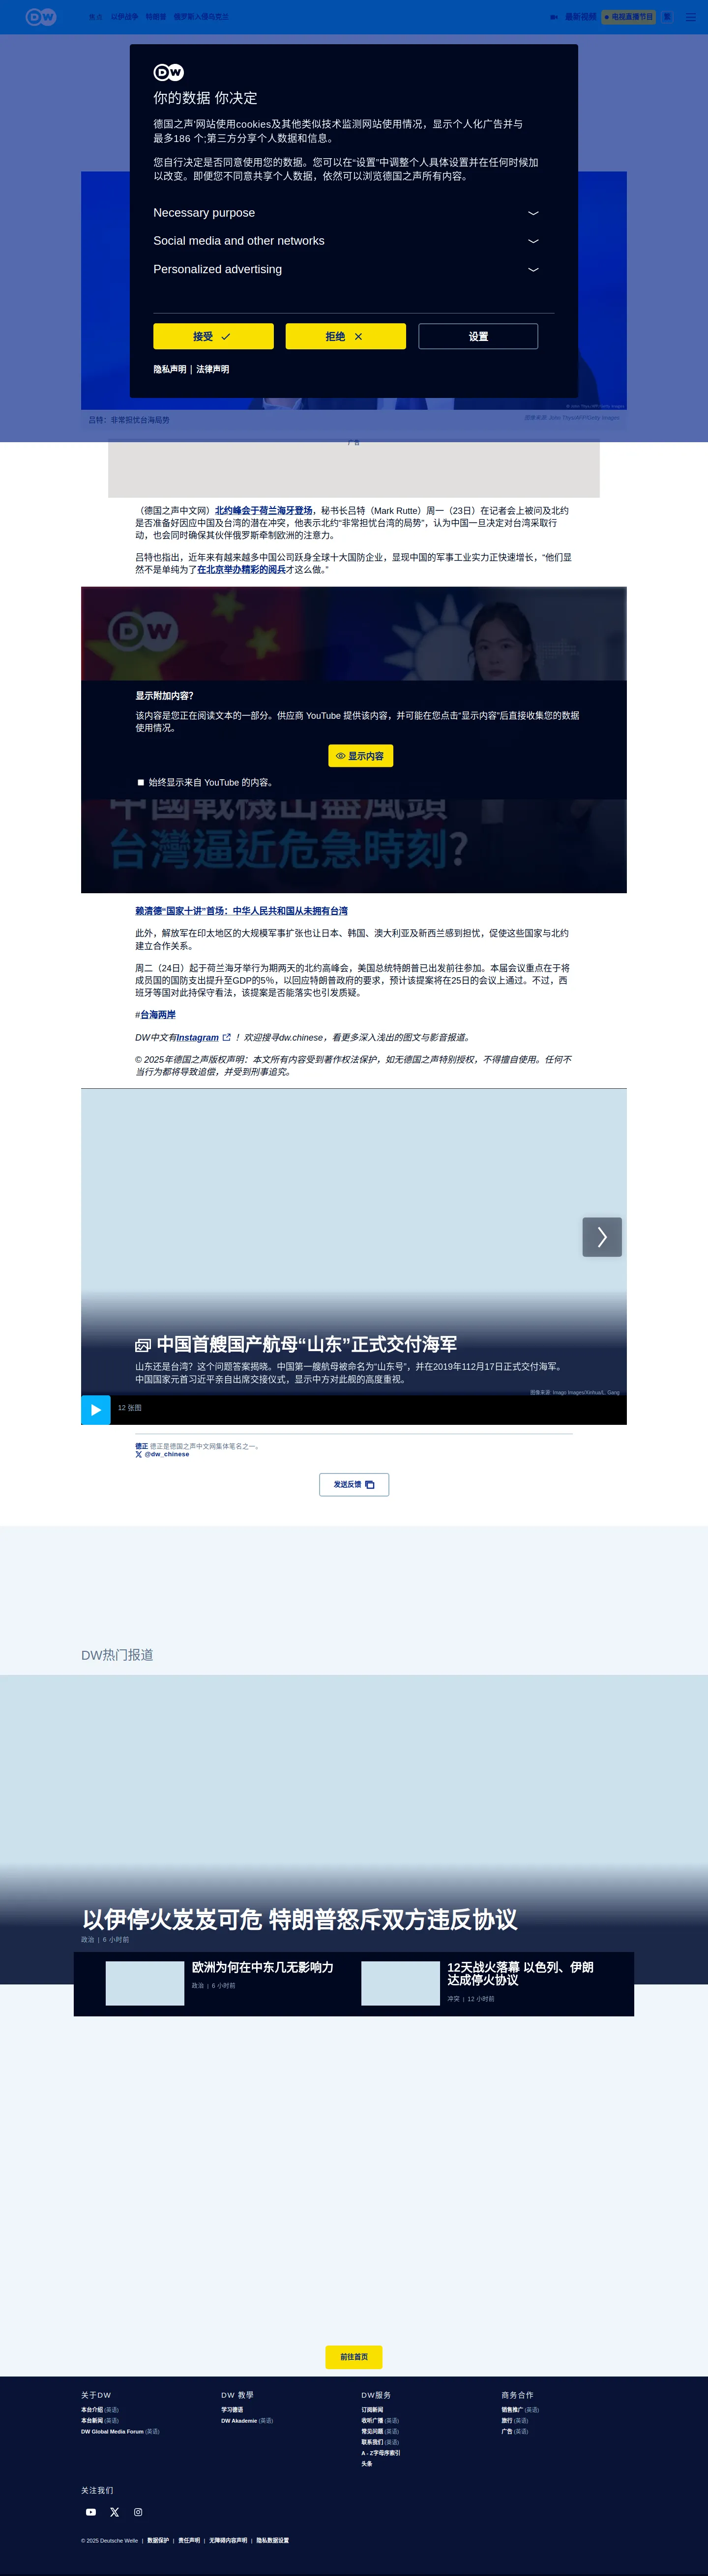 DW
焦点 以伊战争 特朗普 俄罗斯入侵乌克兰
最新视频 电视直播节目 繁
DW
你的数据 你决定
德国之声'网站使用cookies及其他类似技术监测网站使用情况，显示个人化广告并与
最多186 个;第三方分享个人数据和信息。
您自行决定是否同意使用您的数据。您可以在“设置”中调整个人具体设置并在任何时候加
以改变。即便您不同意共享个人数据，依然可以浏览德国之声所有内容。
Necessary purpose
Social media and other networks
Personalized advertising
接受
拒绝
设置
隐私声明 | 法律声明
吕特：非常担忧台海局势
广告
（德国之声中文网）北约峰会于荷兰海牙登场，秘书长吕特（Mark Rutte）周一（23日）在记者会上被问及北约
是否准备好因应中国及台湾的潜在冲突，他表示北约“非常担忧台湾的局势”，认为中国一旦决定对台湾采取行
动，也会同时确保其伙伴俄罗斯牵制欧洲的注意力。
吕特也指出，近年来有越来越多中国公司跃身全球十大国防企业，显现中国的军事工业实力正快速增长，“他们显
然不是单纯为了在北京举办精彩的阅兵才这么做。”
DW
显示附加内容?
该内容是您正在阅读文本的一部分。供应商 YouTube 提供该内容，并可能在您点击“显示内容”后直接收集您的数据
使用情况。
显示内容
始终显示来自 YouTube 的内容。
中國戰機出盡風頭
台灣逼近危急時刻?
赖清德“国家十讲”首场：中华人民共和国从未拥有台湾
此外，解放军在印太地区的大规模军事扩张也让日本、韩国、澳大利亚及新西兰感到担忧，促使这些国家与北约
建立合作关系。
周二（24日）起于荷兰海牙举行为期两天的北约高峰会，美国总统特朗普已出发前往参加。本届会议重点在于将
成员国的国防支出提升至GDP的5%，以回应特朗普政府的要求，预计该提案将在25日的会议上通过。不过，西
班牙等国对此持保守看法，该提案是否能落实也引发质疑。
#台海两岸
DW中文有Instagram ！欢迎搜寻dw.chinese，看更多深入浅出的图文与影音报道。
© 2025年德国之声版权声明：本文所有内容受到著作权法保护，如无德国之声特别授权，不得擅自使用。任何不
当行为都将导致追偿，并受到刑事追究。
中国首艘国产航母“山东”正式交付海军
山东还是台湾？这个问题答案揭晓。中国第一艘航母被命名为“山东号”，并在2019年112月17日正式交付海军。
中国国家元首习近平亲自出席交接仪式，显示中方对此舰的高度重视。
图像来源: Imago Images/Xinhua/L. Gang
12 张图
德正 德正是德国之声中文网集体笔名之一。
@dw_chinese
发送反馈
DW热门报道
以伊停火岌岌可危 特朗普怒斥双方违反协议
政治 | 6 小时前
欧洲为何在中东几无影响力
政治 | 6 小时前
12天战火落幕 以色列、伊朗
达成停火协议
冲突 | 12 小时前
前往首页
关于DW
本台介绍 (英语)
本台新闻 (英语)
DW Global Media Forum (英语)
DW 教學
学习德语
DW Akademie (英语)
DW服务
订阅新闻
收听广播 (英语)
常见问题 (英语)
联系我们 (英语)
A - Z字母序索引
头条
商务合作
销售推广 (英语)
旅行 (英语)
广告 (英语)
关注我们
© 2025 Deutsche Welle | 数据保护 | 责任声明 | 无障碍内容声明 | 隐私数据设置